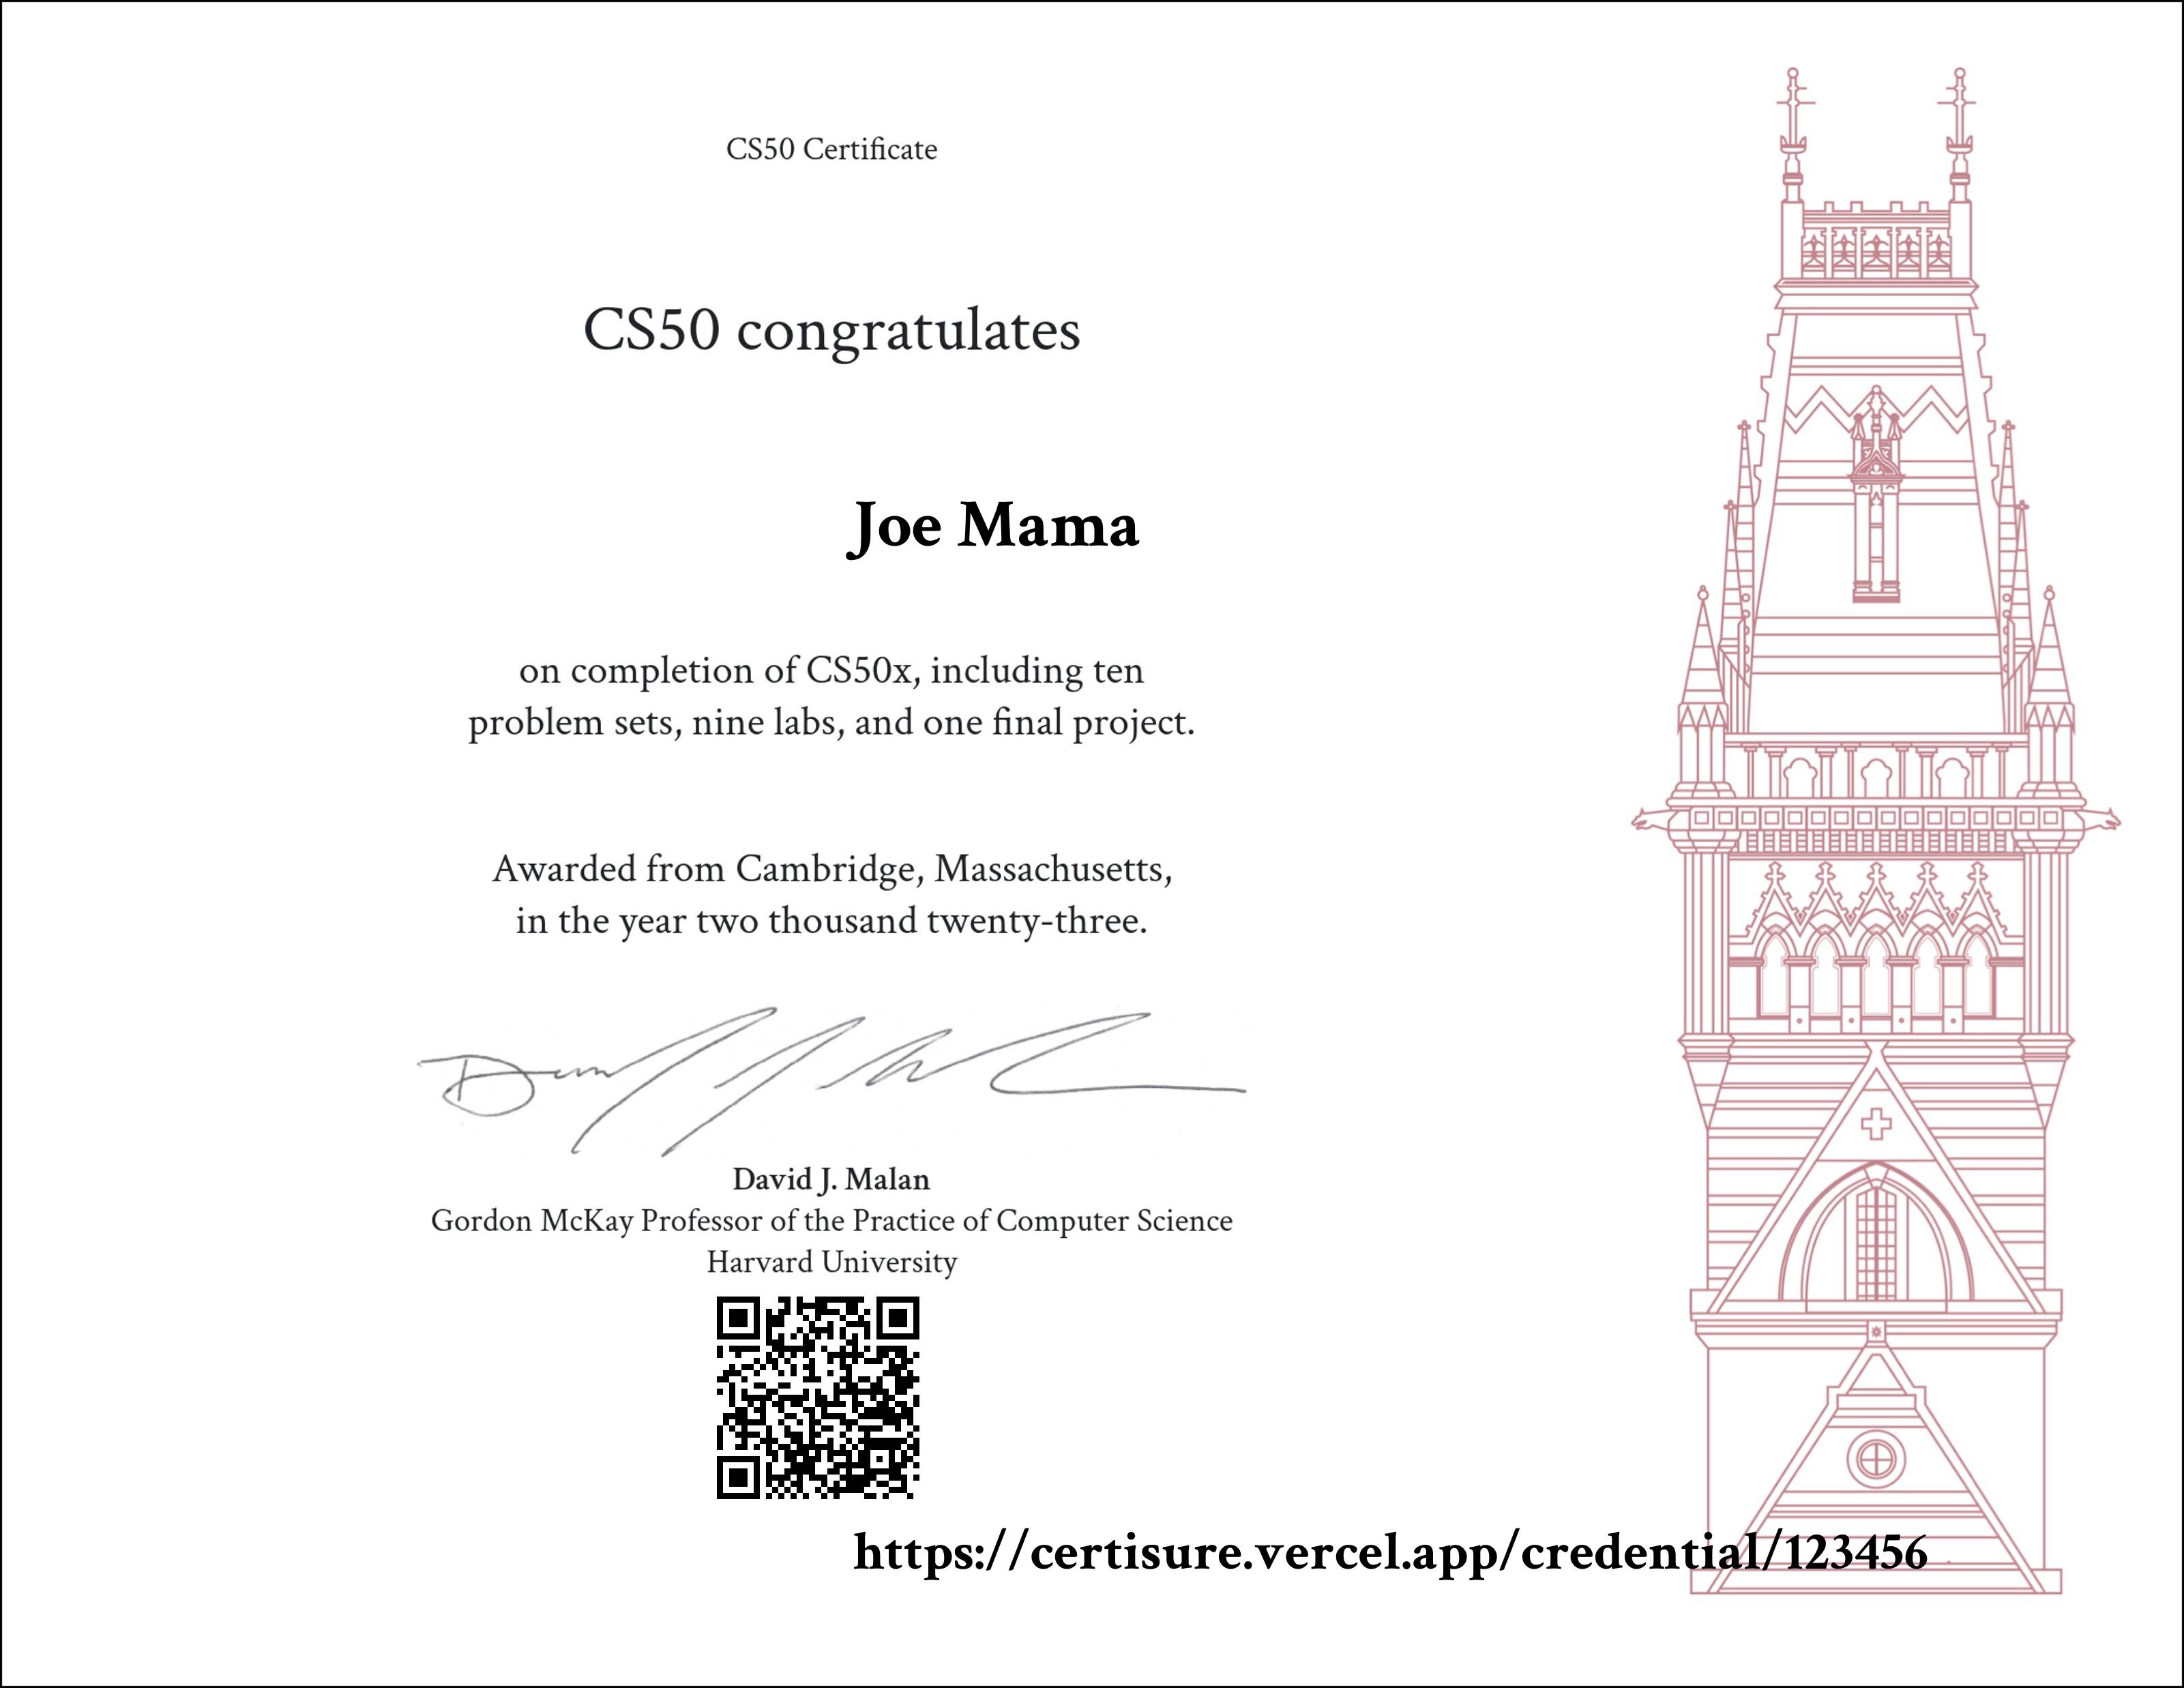 CS50 Certificate
CS50 congratulates
Joe Mama
on completion of CS50x, including ten
problem sets, nine labs, and one final project.
Awarded from Cambridge, Massachusetts,
in the year two thousand twenty-three.
David J. Malan
Gordon McKay Professor of the Practice of Computer Science
Harvard University
https://certisure.vercel.app/credential/123456